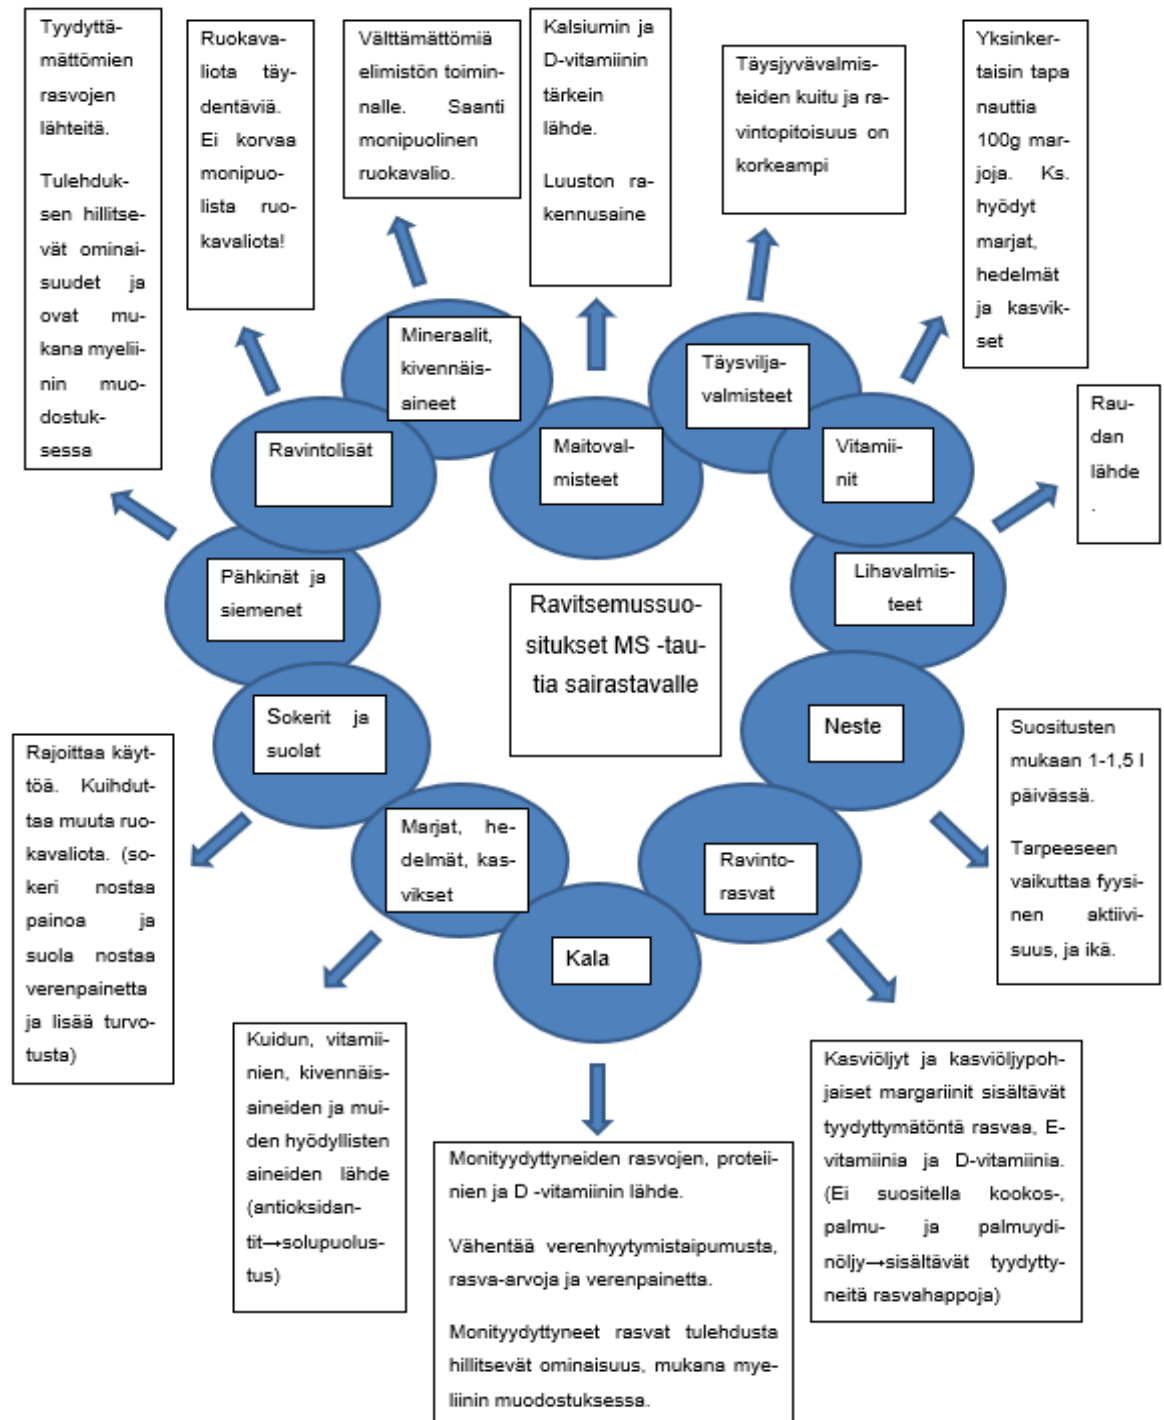 Tyydyttä-
mättömien
rasvojen
lähteitä.
Tulehduk-
sen hillitse-
vät ominai-
suudet ja
ovat mu-
kana myelii-
nin muo-
dostuk-
sessa
Ruokava-
liota täy-
dentäviä.
Ei korvaa
monipuo-
lista ruo-
kavaliota!
Välttämättömiä
elimistön toimin-
nalle. Saanti
monipuolinen
ruokavalio.
Kalsiumin ja
D-vitamiinin
tärkein
lähde.
Luuston ra-
kennusaine
Täysjyvävalmis-
teiden kuitu ja ra-
vintopitoisuus on
korkeampi
Yksinker-
taisin tapa
nauttia
100g mar-
joja. Ks.
hyödyt
marjat,
hedelmät
ja kasvik-
set
Rau-
dan
lähde
.
Mineraalit,
kivennäis-
aineet
Täysvilja-
valmisteet
Ravintolisät
Maitoval-
misteet
Vitamii-
nit
Pähkinät ja
siemenet
Lihavalmis-
teet
Ravitsemussuo-
situkset MS -tau-
tia sairastavalle
Sokerit ja
suolat
Neste
Marjat, he-
delmät, kas-
vikset
Ravinto-
rasvat
Kala
Rajoittaa käyt-
töä. Kuihdut-
taa muuta ruo-
kavaliota. (so-
keri nostaa
painoa ja
suola nostaa
verenpainetta
ja lisää turvo-
tusta)
Suositusten
mukaan 1-1,5 l
päivässä.
Tarpeeseen
vaikuttaa fyysi-
nen aktiivi-
suus, ja ikä.
Kuidun, vitamii-
nien, kivennäis-
aineiden ja mui-
den hyödyllisten
aineiden lähde
(antioksidan-
tit→solupuolus-
tus)
Monityydyttyneiden rasvojen, proteii-
nien ja D -vitamiinin lähde.
Vähentää verenhyytymistaipumusta,
rasva-arvoja ja verenpainetta.
Monityydyttyneet rasvat tulehdusta
hillitsevät ominaisuus, mukana mye-
liinin muodostuksessa.
Kasviöljyt ja kasviöljypoh-
jaiset margariinit sisältävät
tyydyttymätöntä rasvaa, E-
vitamiinia ja D-vitamiinia.
(Ei suositella kookos-,
palmu- ja palmuydi-
nöljy→sisältävät tyydytty-
neitä rasvahappoja)